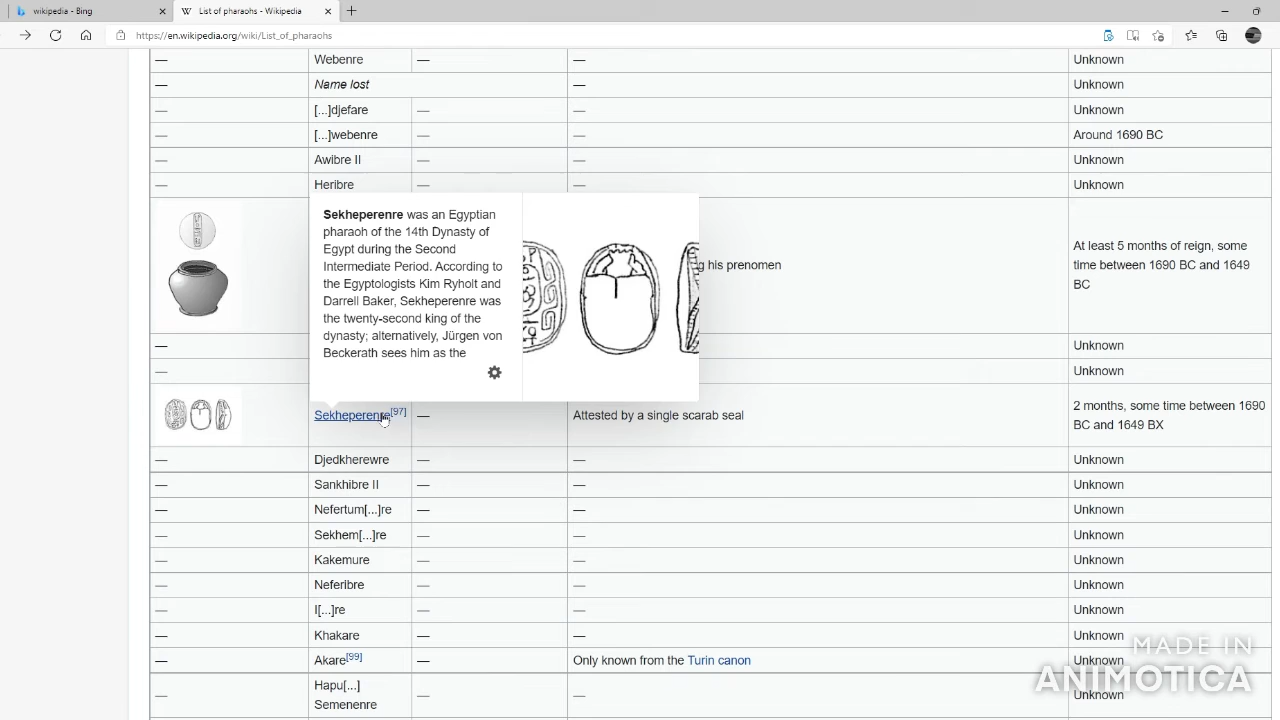 wikipedia - Bing
W List of pharaohs - Wikipedia
https://en.wikipedia.org/wiki/List_of_pharaohs
— Webenre — — Unknown
— Name lost — Unknown
— [...]djefare — — Unknown
— [...]webenre — — Around 1690 BC
— Awibre II — — Unknown
— Heribre — — Unknown
Sekheperenre was an Egyptian
pharaoh of the 14th Dynasty of
Egypt during the Second
Intermediate Period. According to
the Egyptologists Kim Ryholt and
Darrell Baker, Sekheperenre was
the twenty-second king of the
dynasty; alternatively, Jürgen von
Beckerath sees him as the
g his prenomen
At least 5 months of reign, some
time between 1690 BC and 1649
BC
— Unknown
— Unknown
Sekheperenre[97] — Attested by a single scarab seal
2 months, some time between 1690
BC and 1649 BX
— Djedkherewre — — Unknown
— Sankhibre II — — Unknown
— Nefertum[...]re — — Unknown
— Sekhem[...]re — — Unknown
— Kakemure — — Unknown
— Neferibre — — Unknown
— I[...]re — — Unknown
— Khakare — — Unknown
— Akare[99] — Only known from the Turin canon Unknown
— Hapu[...]
Semenenre — — Unknown
MADE IN
ANIMOTICA